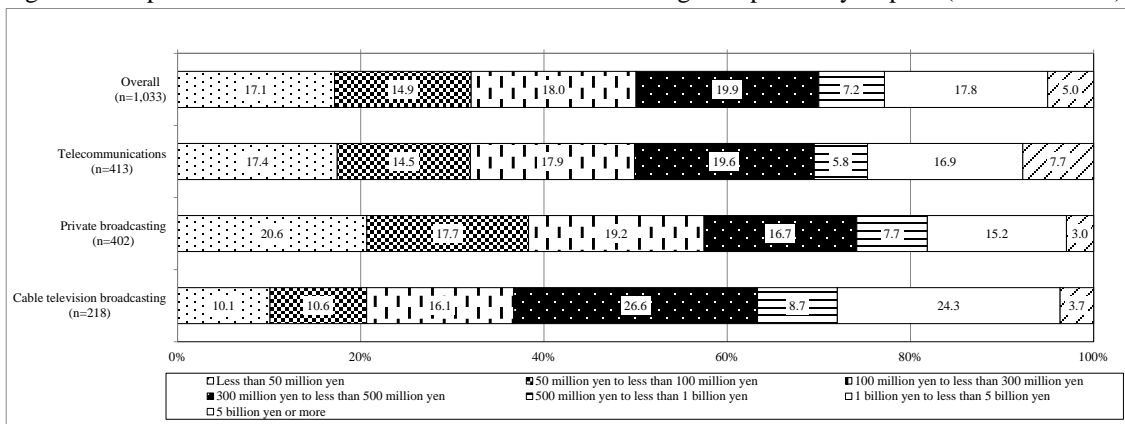 Overall
(n=1,033)
17.1 14.9 18.0 19.9 7.2 17.8 5.0
Telecommunications
(n=413)
17.4 14.5 17.9 19.6 5.8 16.9 7.7
Private broadcasting
(n=402)
20.6 17.7 19.2 16.7 7.7 15.2 3.0
Cable television broadcasting
(n=218)
10.1 10.6 16.1 26.6 8.7 24.3 3.7
0% 20% 40% 60% 80% 100%
Less than 50 million yen 50 million yen to less than 100 million yen 100 million yen to less than 300 million yen
300 million yen to less than 500 million yen 500 million yen to less than 1 billion yen 1 billion yen to less than 5 billion yen
5 billion yen or more